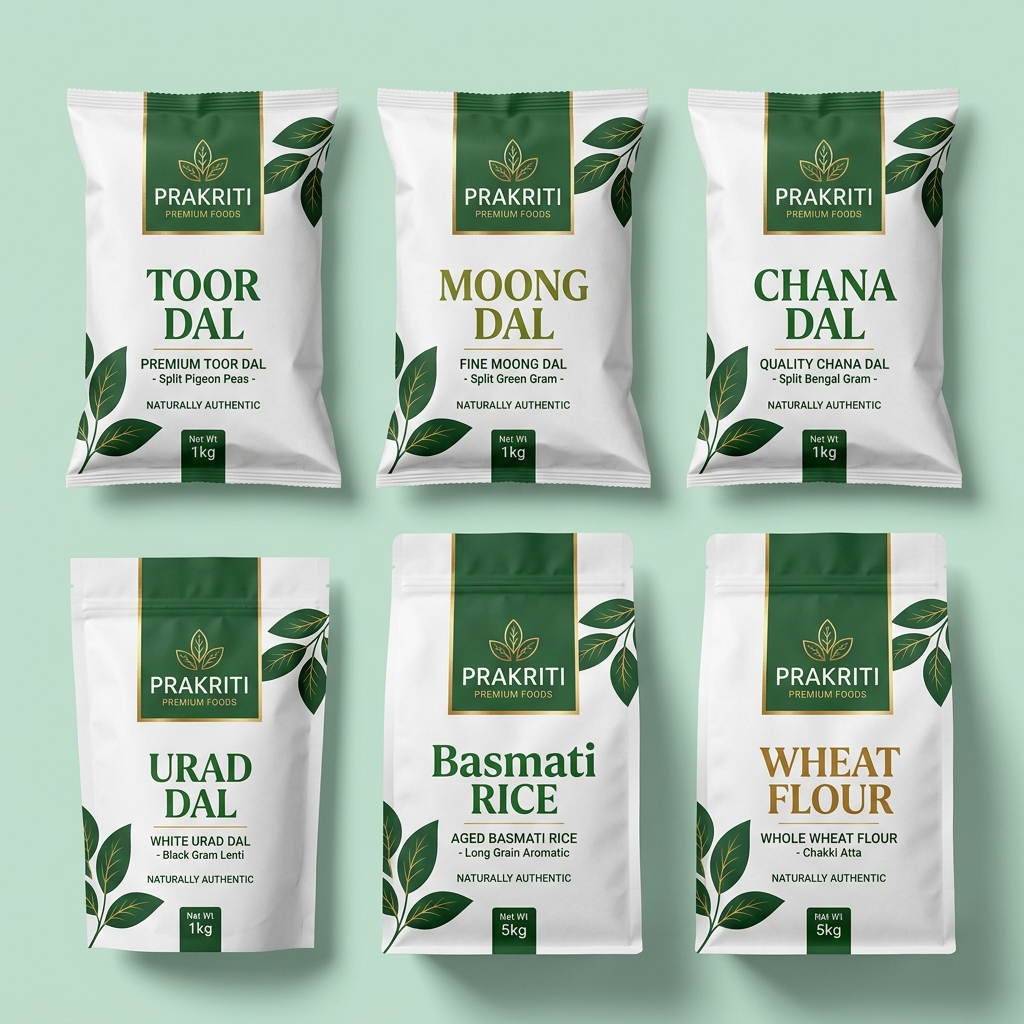 PRAKRITI
PREMIUM FOODS
TOOR
DAL
PREMIUM TOOR DAL
- Split Pigeon Peas -
NATURALLY AUTHENTIC
Net Wt
1kg
PRAKRITI
PREMIUM FOODS
MOONG
DAL
FINE MOONG DAL
- Split Green Gram -
NATURALLY AUTHENTIC
Net Wt
1kg
PRAKRITI
PREMIUM FOODS
CHANA
DAL
QUALITY CHANA DAL
- Split Bengal Gram -
NATURALLY AUTHENTIC
Net Wt
1kg
PRAKRITI
PREMIUM FOODS
URAD
DAL
WHITE URAD DAL
- Black Gram Lenti
NATURALLY AUTHENTIC
Nat Wt
1kg
PRAKRITI
PREMIUM FOODS
Basmati
RICE
AGED BASMATI RICE
- Long Grain Aromatic
NATURALLY AUTHENTIC
Met Wt
5kg
PRAKRITI
PREMIUM FOODS
WHEAT
FLOUR
WHOLE WHEAT FLOUR
- Chakki Atta
NATURALLY AUTHENTIC
5kg